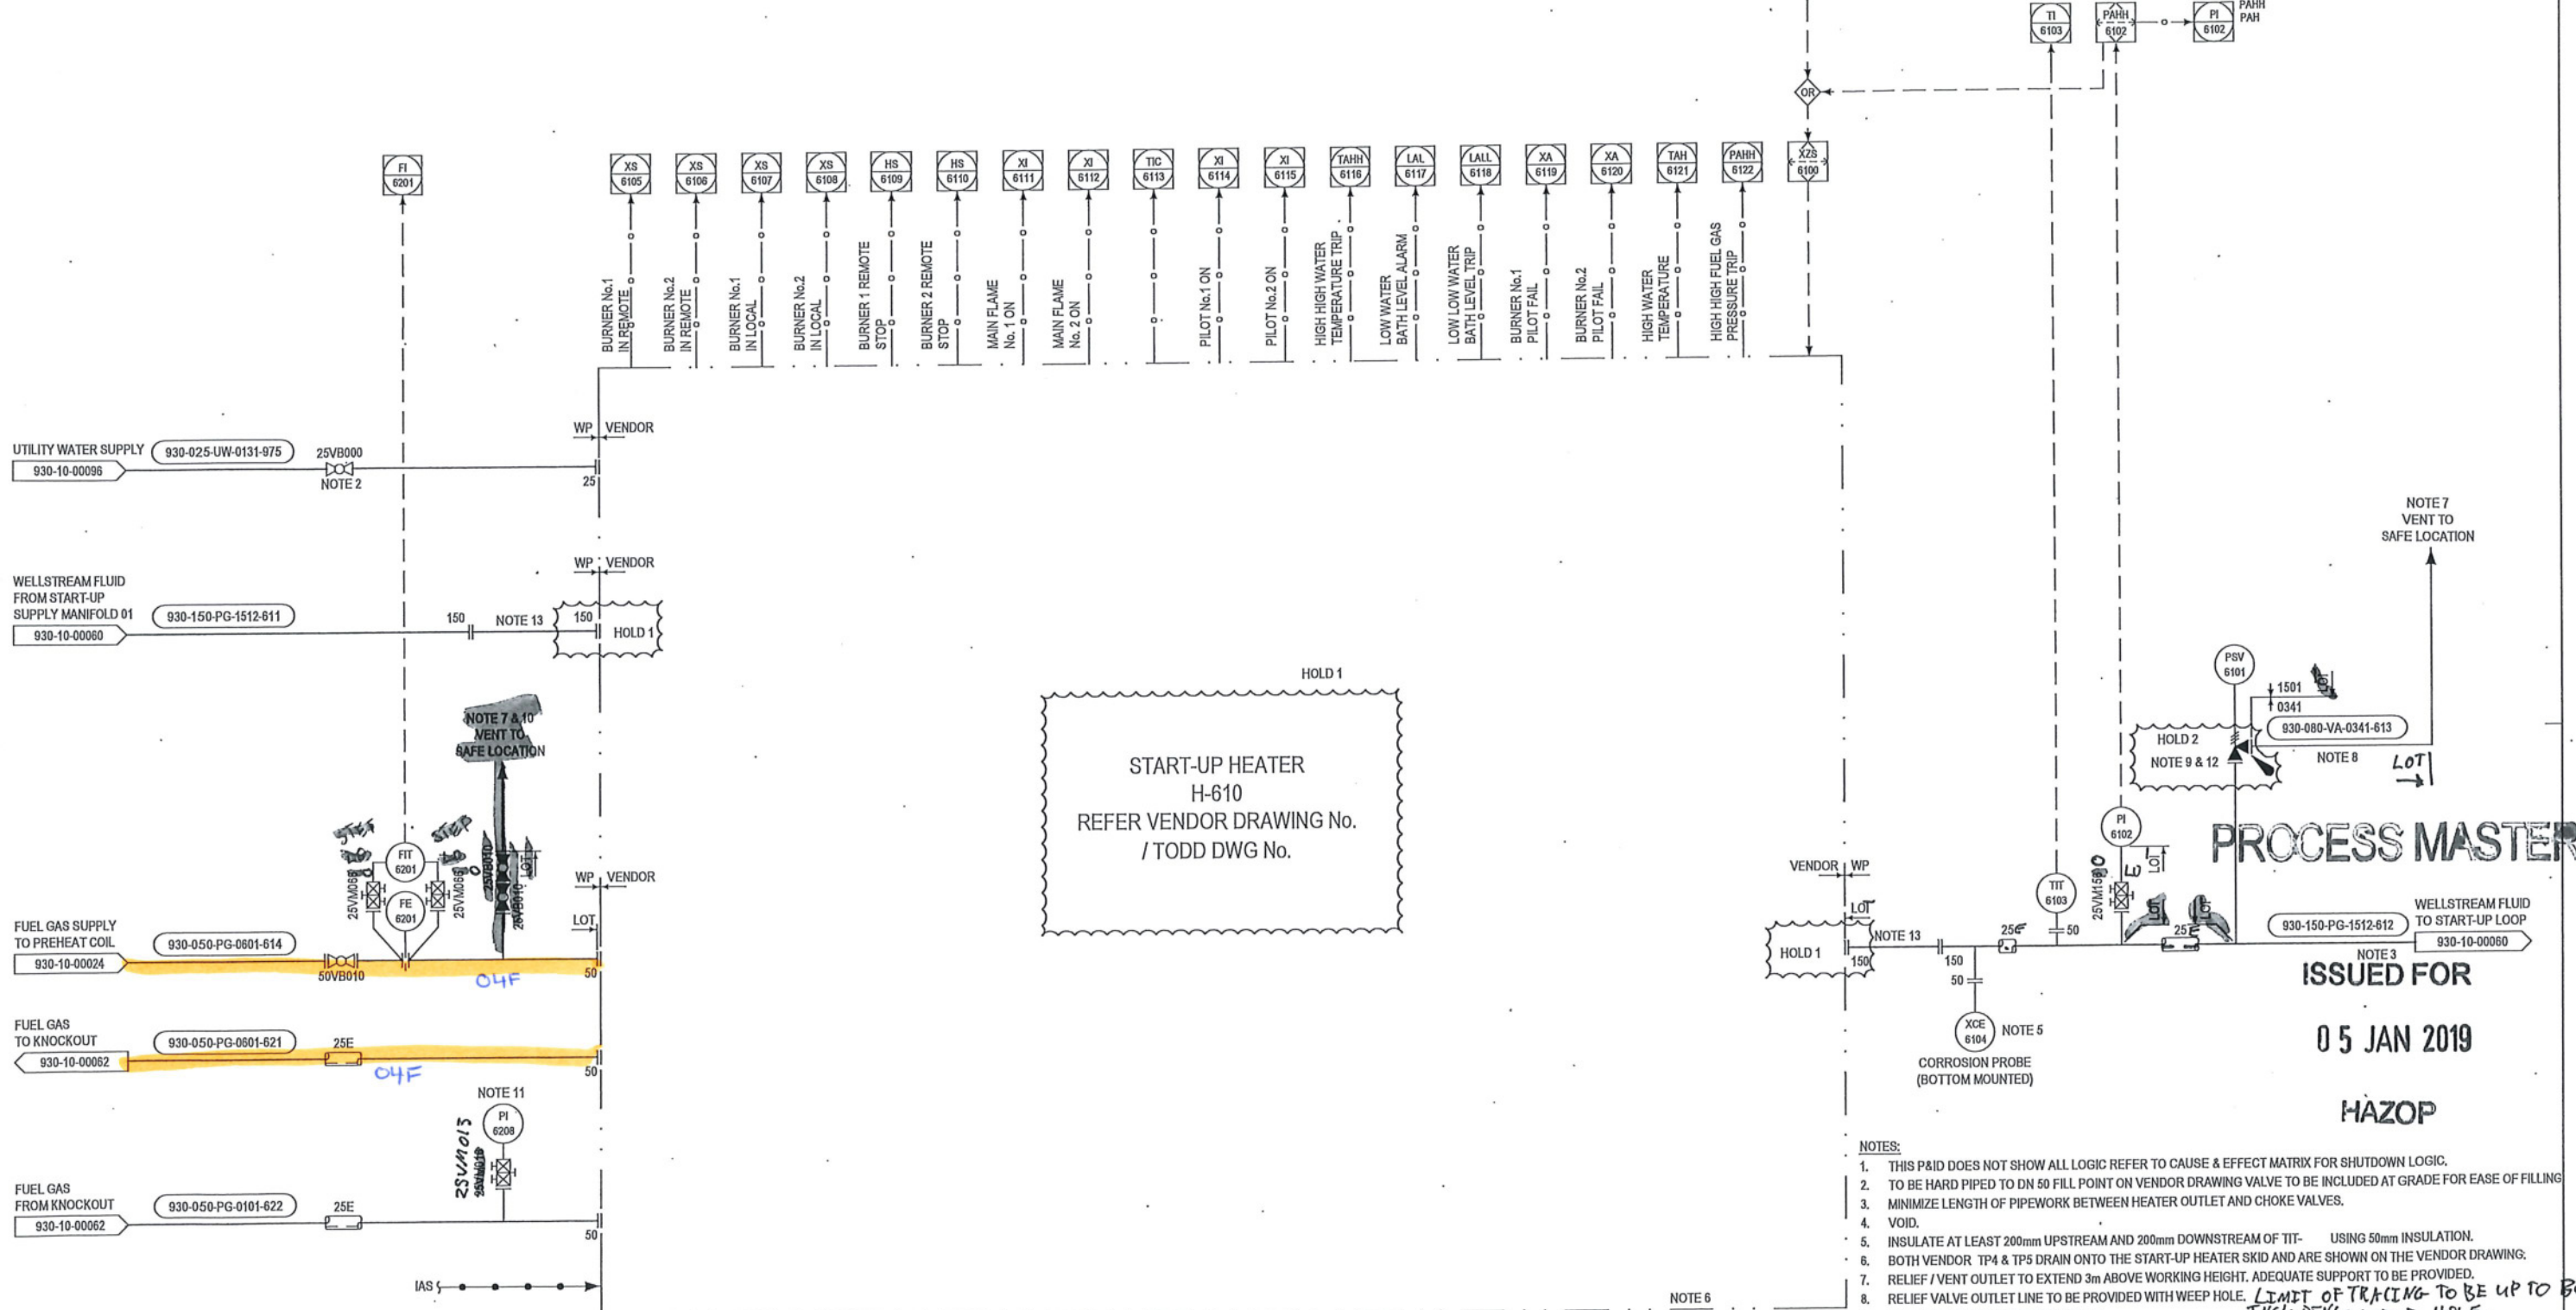 TI
6103
PAHH
6102
PI
6102
PAHH
PAH
OR
FI
6201
XS
6105
XS
6106
XS
6107
XS
6108
HS
6109
HS
6110
XI
6111
XI
6112
TIC
6113
XI
6114
XI
6115
TAHH
6116
LAL
6117
LALL
6118
XA
6119
XA
6120
TAH
6121
PAHH
6122
XZS
6100
BURNER No.1
IN REMOTE
BURNER No.2
IN REMOTE
BURNER No.1
IN LOCAL
BURNER No.2
IN LOCAL
BURNER 1 REMOTE
STOP
BURNER 2 REMOTE
STOP
MAIN FLAME
No. 1 ON
MAIN FLAME
No. 2 ON
PILOT No.1 ON
PILOT No.2 ON
HIGH HIGH WATER
TEMPERATURE TRIP
LOW WATER
BATH LEVEL ALARM
LOW LOW WATER
BATH LEVEL TRIP
BURNER No.1
PILOT FAIL
BURNER No.2
PILOT FAIL
HIGH WATER
TEMPERATURE
HIGH HIGH FUEL GAS
PRESSURE TRIP
WP VENDOR
UTILITY WATER SUPPLY
930-10-00096
930-025-UW-0131-975
25VB000
NOTE 2
25
WP VENDOR
WELLSTREAM FLUID
FROM START-UP
SUPPLY MANIFOLD 01
930-10-00060
930-150-PG-1512-611
150
NOTE 13
150
HOLD 1
NOTE 7 & 10
VENT TO
SAFE LOCATION
FIT
6201
FE
6201
25VB010
25VB010
LOT
WP VENDOR
LOT
FUEL GAS SUPPLY
TO PREHEAT COIL
930-10-00024
930-050-PG-0601-614
50VB010
04F
50
FUEL GAS
TO KNOCKOUT
930-10-00062
930-050-PG-0601-621
25E
04F
50
NOTE 11
PI
6208
25VM013
FUEL GAS
FROM KNOCKOUT
930-10-00062
930-050-PG-0101-622
25E
50
IAS
HOLD 1
START-UP HEATER
H-610
REFER VENDOR DRAWING No.
/ TODD DWG No.
NOTE 6
NOTE 7
VENT TO
SAFE LOCATION
PSV
6101
1501
0341
LOT
930-080-VA-0341-613
HOLD 2
NOTE 9 & 12
NOTE 8
LOT
PI
6102
LOT
E
PROCESS MASTER
VENDOR WP
LOT
HOLD 1
150
NOTE 13
150
50
25E
TIT
6103
50
LOT
LOT
25E
930-150-PG-1512-612
NOTE 3
WELLSTREAM FLUID
TO START-UP LOOP
930-10-00060
XCE
6104
NOTE 5
CORROSION PROBE
(BOTTOM MOUNTED)
ISSUED FOR
05 JAN 2019
HAZOP
NOTES:
1. THIS P&ID DOES NOT SHOW ALL LOGIC REFER TO CAUSE & EFFECT MATRIX FOR SHUTDOWN LOGIC.
2. TO BE HARD PIPED TO DN 50 FILL POINT ON VENDOR DRAWING VALVE TO BE INCLUDED AT GRADE FOR EASE OF FILLING
3. MINIMIZE LENGTH OF PIPEWORK BETWEEN HEATER OUTLET AND CHOKE VALVES.
4. VOID.
5. INSULATE AT LEAST 200mm UPSTREAM AND 200mm DOWNSTREAM OF TIT- USING 50mm INSULATION.
6. BOTH VENDOR TP4 & TP5 DRAIN ONTO THE START-UP HEATER SKID AND ARE SHOWN ON THE VENDOR DRAWING.
7. RELIEF / VENT OUTLET TO EXTEND 3m ABOVE WORKING HEIGHT. ADEQUATE SUPPORT TO BE PROVIDED.
8. RELIEF VALVE OUTLET LINE TO BE PROVIDED WITH WEEP HOLE. LIMIT OF TRACING TO BE UP TO